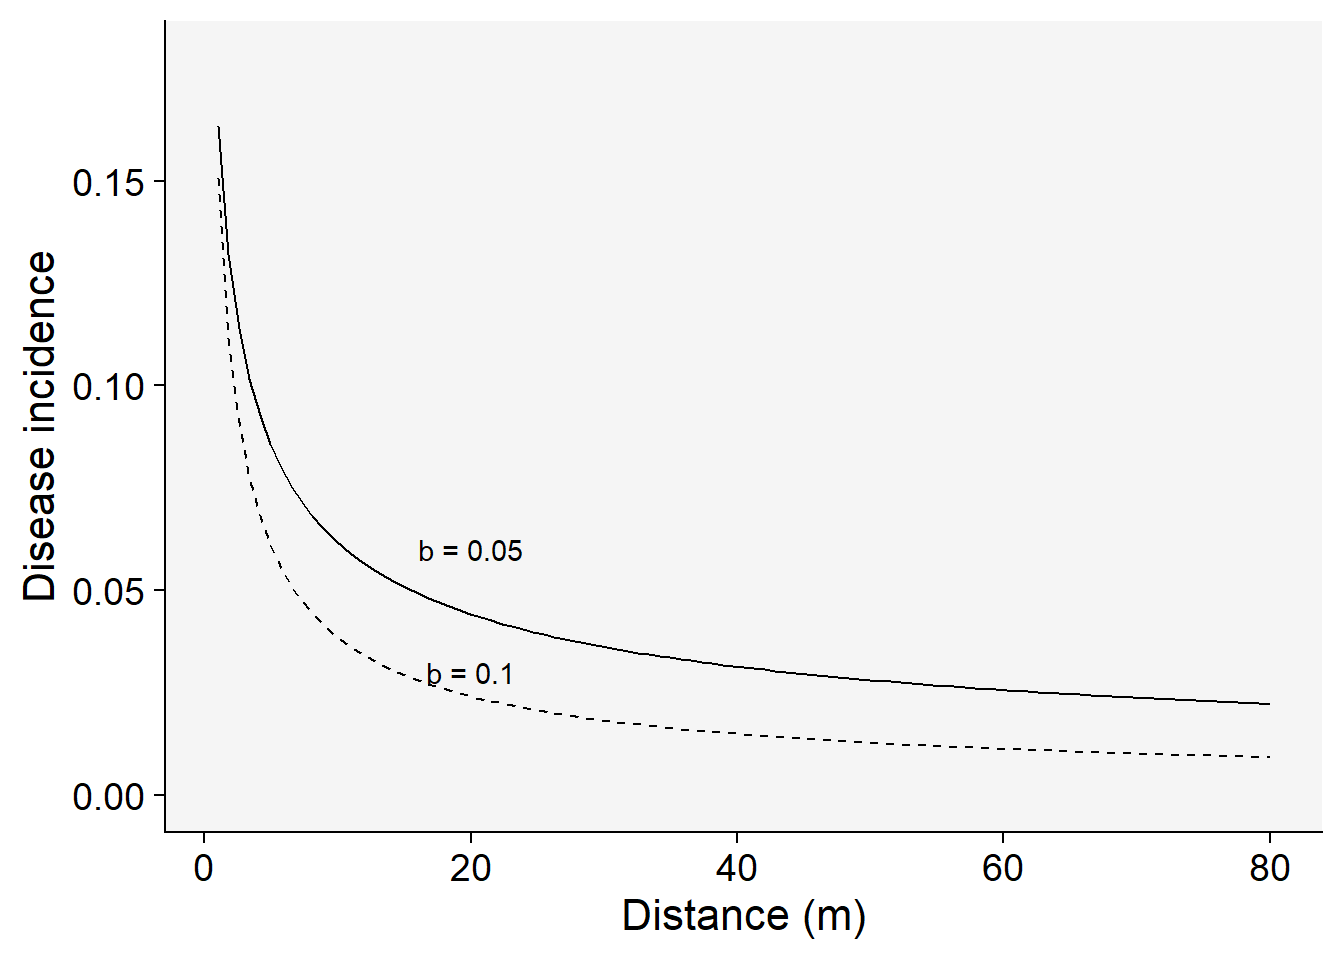 0.15
0.10
0.05
0.00
Disease incidence
b = 0.05
b = 0.1
0 20 40 60 80
Distance (m)